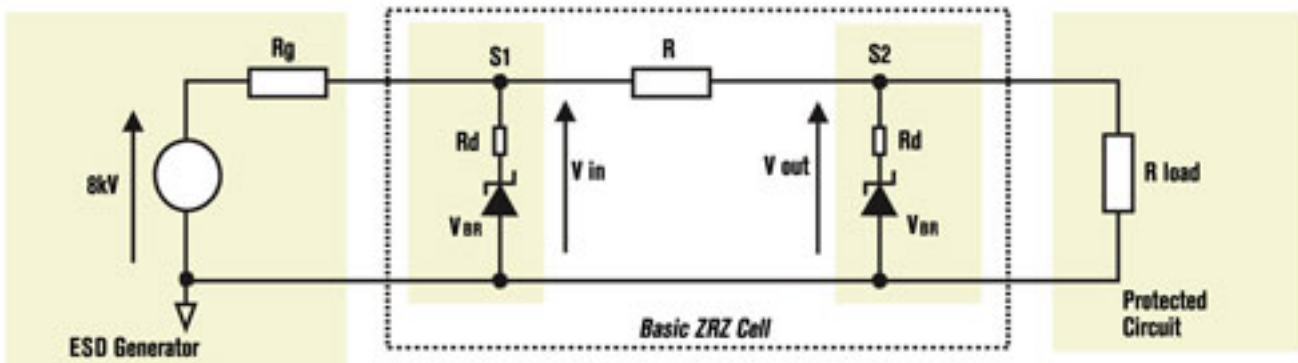 Rg
S1
R
S2
Rd
Rd
8kV
V in
V out
R load
VBR
VBR
Protected
Circuit
Basic ZRZ Cell
ESD Generator